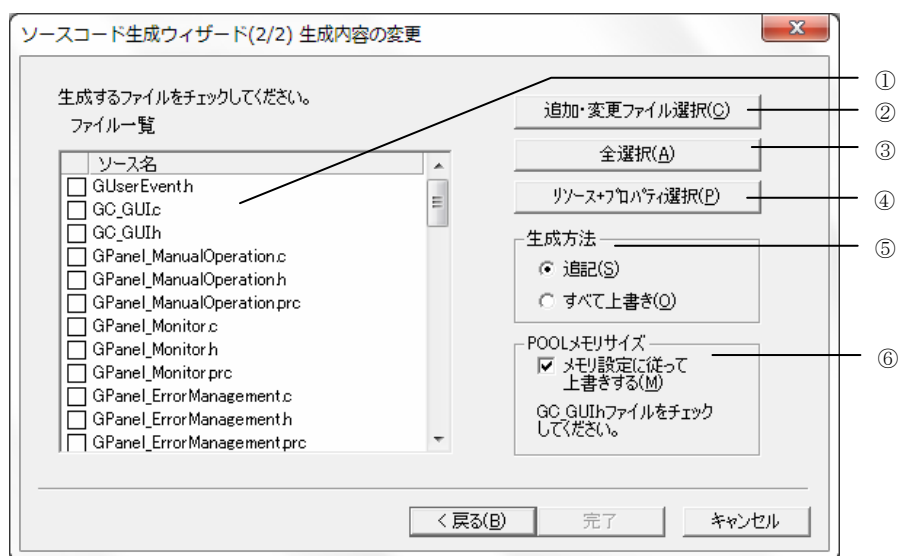 ソースコード生成ウィザード(2/2) 生成内容の変更
生成するファイルをチェックしてください。
ファイル一覧
ソース名
GUserEvent.h
GC_GUI.c
GC_GUI.h
GPanel_ManualOperation.c
GPanel_ManualOperation.h
GPanel_ManualOperation.prc
GPanel_Monitor.c
GPanel_Monitor.h
GPanel_Monitor.prc
GPanel_ErrorManagement.c
GPanel_ErrorManagement.h
GPanel_ErrorManagement.prc
追加・変更ファイル選択(C)
全選択(A)
リソース+プロパティ選択(P)
生成方法
追記(S)
すべて上書き(O)
POOLメモリサイズ
メモリ設定に従って
上書きする(M)
GC_GUI.hファイルをチェック
してください。
< 戻る(B)
完了
キャンセル
①
②
③
④
⑤
⑥